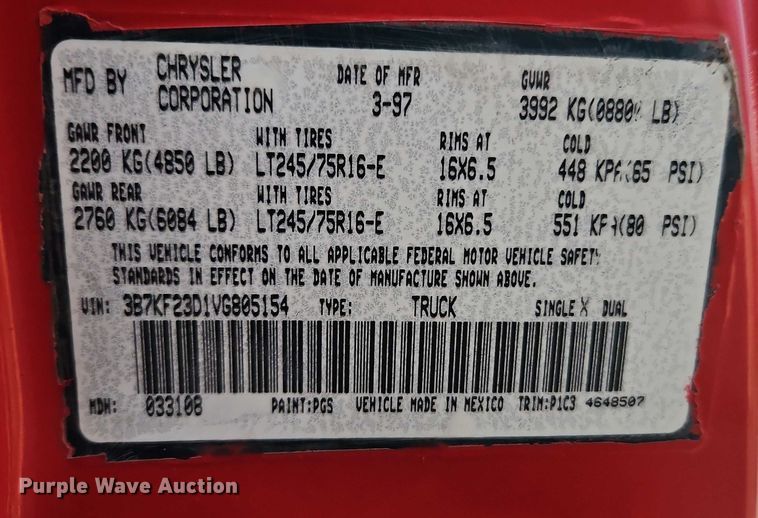 MFD BY CHRYSLER CORPORATION DATE OF MFR 3-97 GVWR 3992 KG(0880 LB)
GAWR FRONT WITH TIRES RIMS AT COLD
2200 KG(4850 LB) LT245/75R16-E 16X6.5 448 KPA(65 PSI)
GAWR REAR WITH TIRES RIMS AT COLD
2760 KG(6084 LB) LT245/75R16-E 16X6.5 551 KPA(80 PSI)
THIS VEHICLE CONFORMS TO ALL APPLICABLE FEDERAL MOTOR VEHICLE SAFETY
STANDARDS IN EFFECT ON THE DATE OF MANUFACTURE SHOWN ABOVE.
VIN: 3B7KF23D1VG805154 TYPE: TRUCK SINGLE X DUAL
MDH: 033108 PAINT:PGS VEHICLE MADE IN MEXICO TRIM:P1C3 4648507
Purple Wave Auction